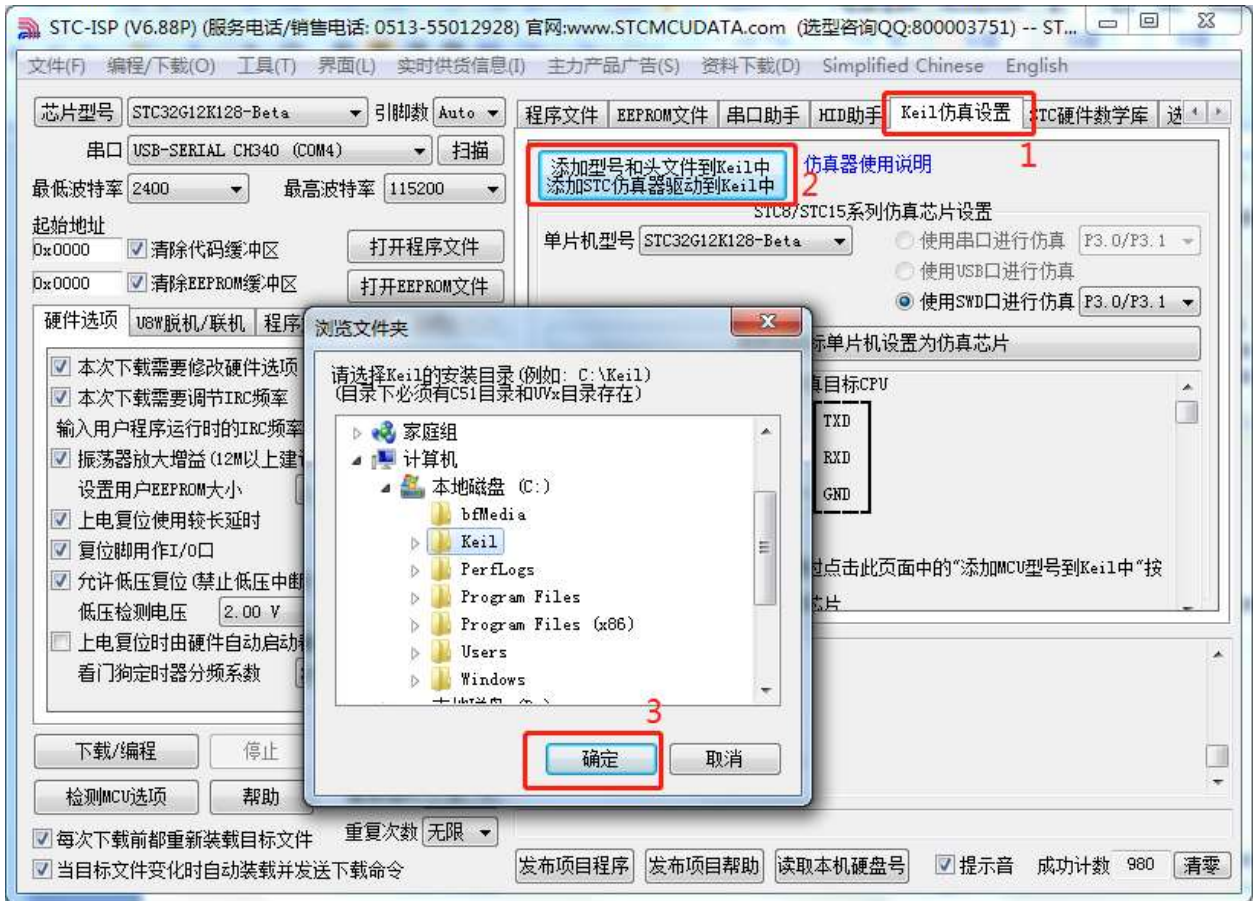 STC-ISP (V6.88P) (服务电话/销售电话: 0513-55012928) 官网:www.STCMCUDATA.com (选型咨询QQ:800003751) -- ST...
文件(F) 编程/下载(O) 工具(T) 界面(L) 实时供货信息(I) 主力产品广告(S) 资料下载(D) Simplified Chinese English
芯片型号 STC32G12K128-Beta 引脚数 Auto
串口 USB-SERIAL CH340 (COM4) 扫描
最低波特率 2400 最高波特率 115200
起始地址
0x0000 清除代码缓冲区 打开程序文件
0x0000 清除EEPROM缓冲区 打开EEPROM文件
硬件选项 U8W脱机/联机 程序
本次下载需要修改硬件选项
本次下载需要调节IRC频率
输入用户程序运行时的IRC频率
振荡器放大增益(12M以上建
设置用户EEPROM大小
上电复位使用较长延时
复位脚用作I/O口
允许低压复位(禁止低压中断
低压检测电压 2.00 V
上电复位时由硬件自动启动
看门狗定时器分频系数
下载/编程 停止
检测MCU选项 帮助
每次下载前都重新装载目标文件 重复次数 无限
当目标文件变化时自动装载并发送下载命令
程序文件 EEPROM文件 串口助手 HID助手 Keil仿真设置 STC硬件数学库 选
1
添加型号和头文件到Keil中
添加STC仿真器驱动到Keil中
2
仿真器使用说明
STC8/STC15系列仿真芯片设置
单片机型号 STC32G12K128-Beta 使用串口进行仿真 P3.0/P3.1
使用USB口进行仿真
使用SWD口进行仿真 P3.0/P3.1
标单片机设置为仿真芯片
真目标CPU
TXD
RXD
GND
过点击此页面中的“添加MCU型号到Keil中“按
芯片
浏览文件夹
请选择Keil的安装目录(例如: C:\Keil)
(目录下必须有C51目录和UVx目录存在)
家庭组
计算机
本地磁盘 (C:)
bfMedia
Keil
PerfLogs
Program Files
Program Files (x86)
Users
Windows
3
确定 取消
发布项目程序 发布项目帮助 读取本机硬盘号 提示音 成功计数 980 清零